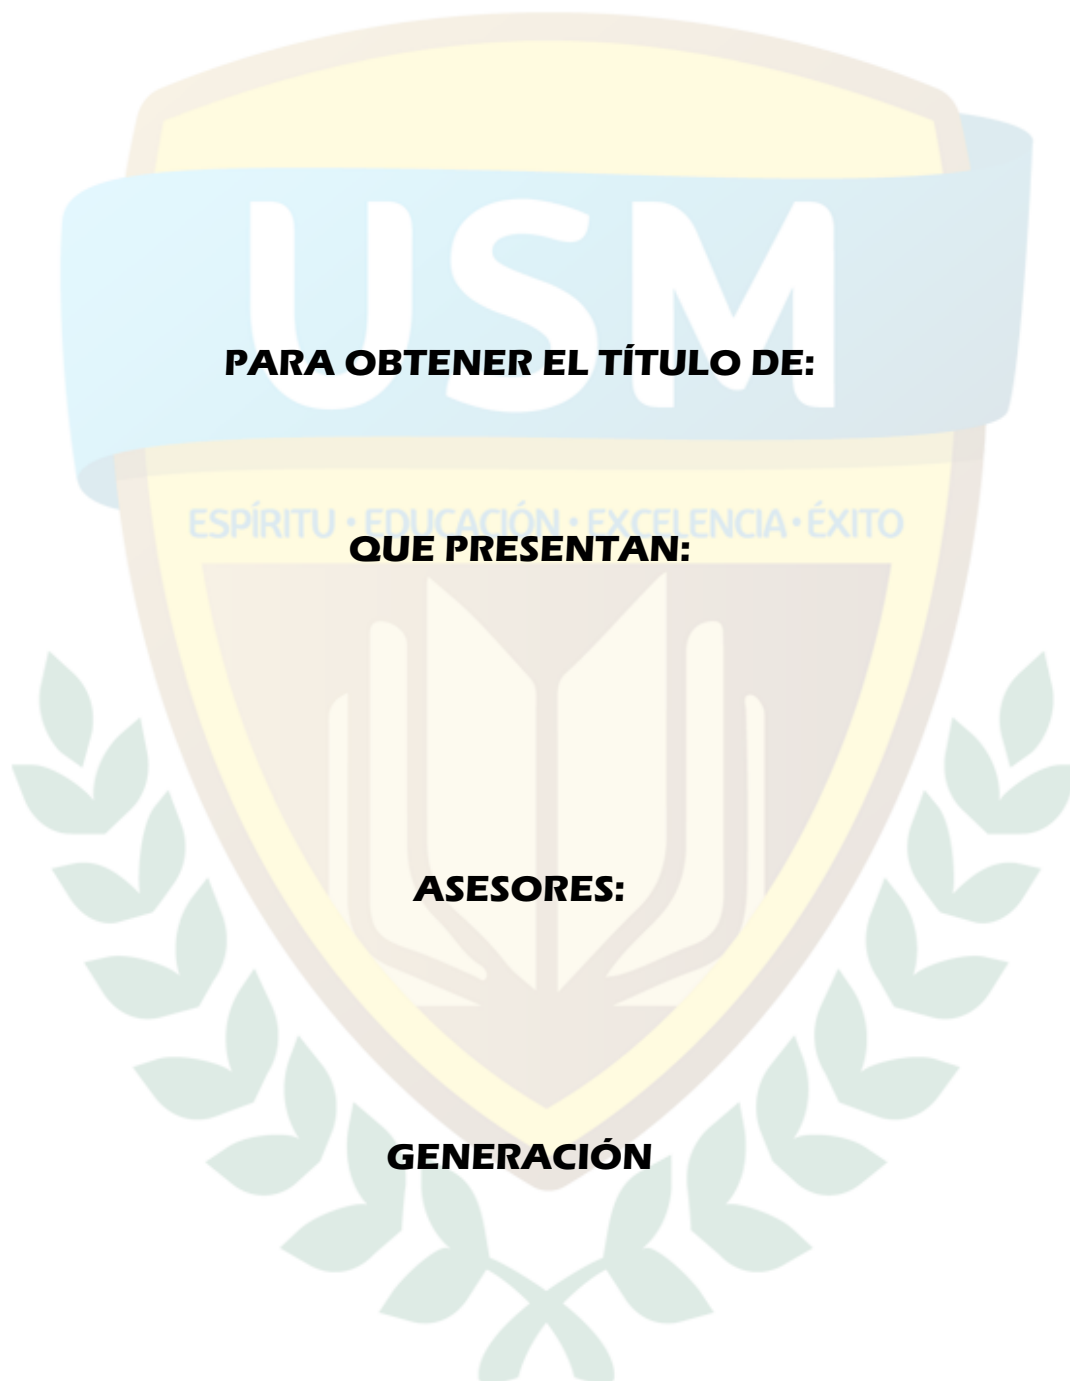 USM
PARA OBTENER EL TÍTULO DE:
ESPÍRITU • EDUCACIÓN • EXCELENCIA • ÉXITO
QUE PRESENTAN:
ASESORES:
GENERACIÓN